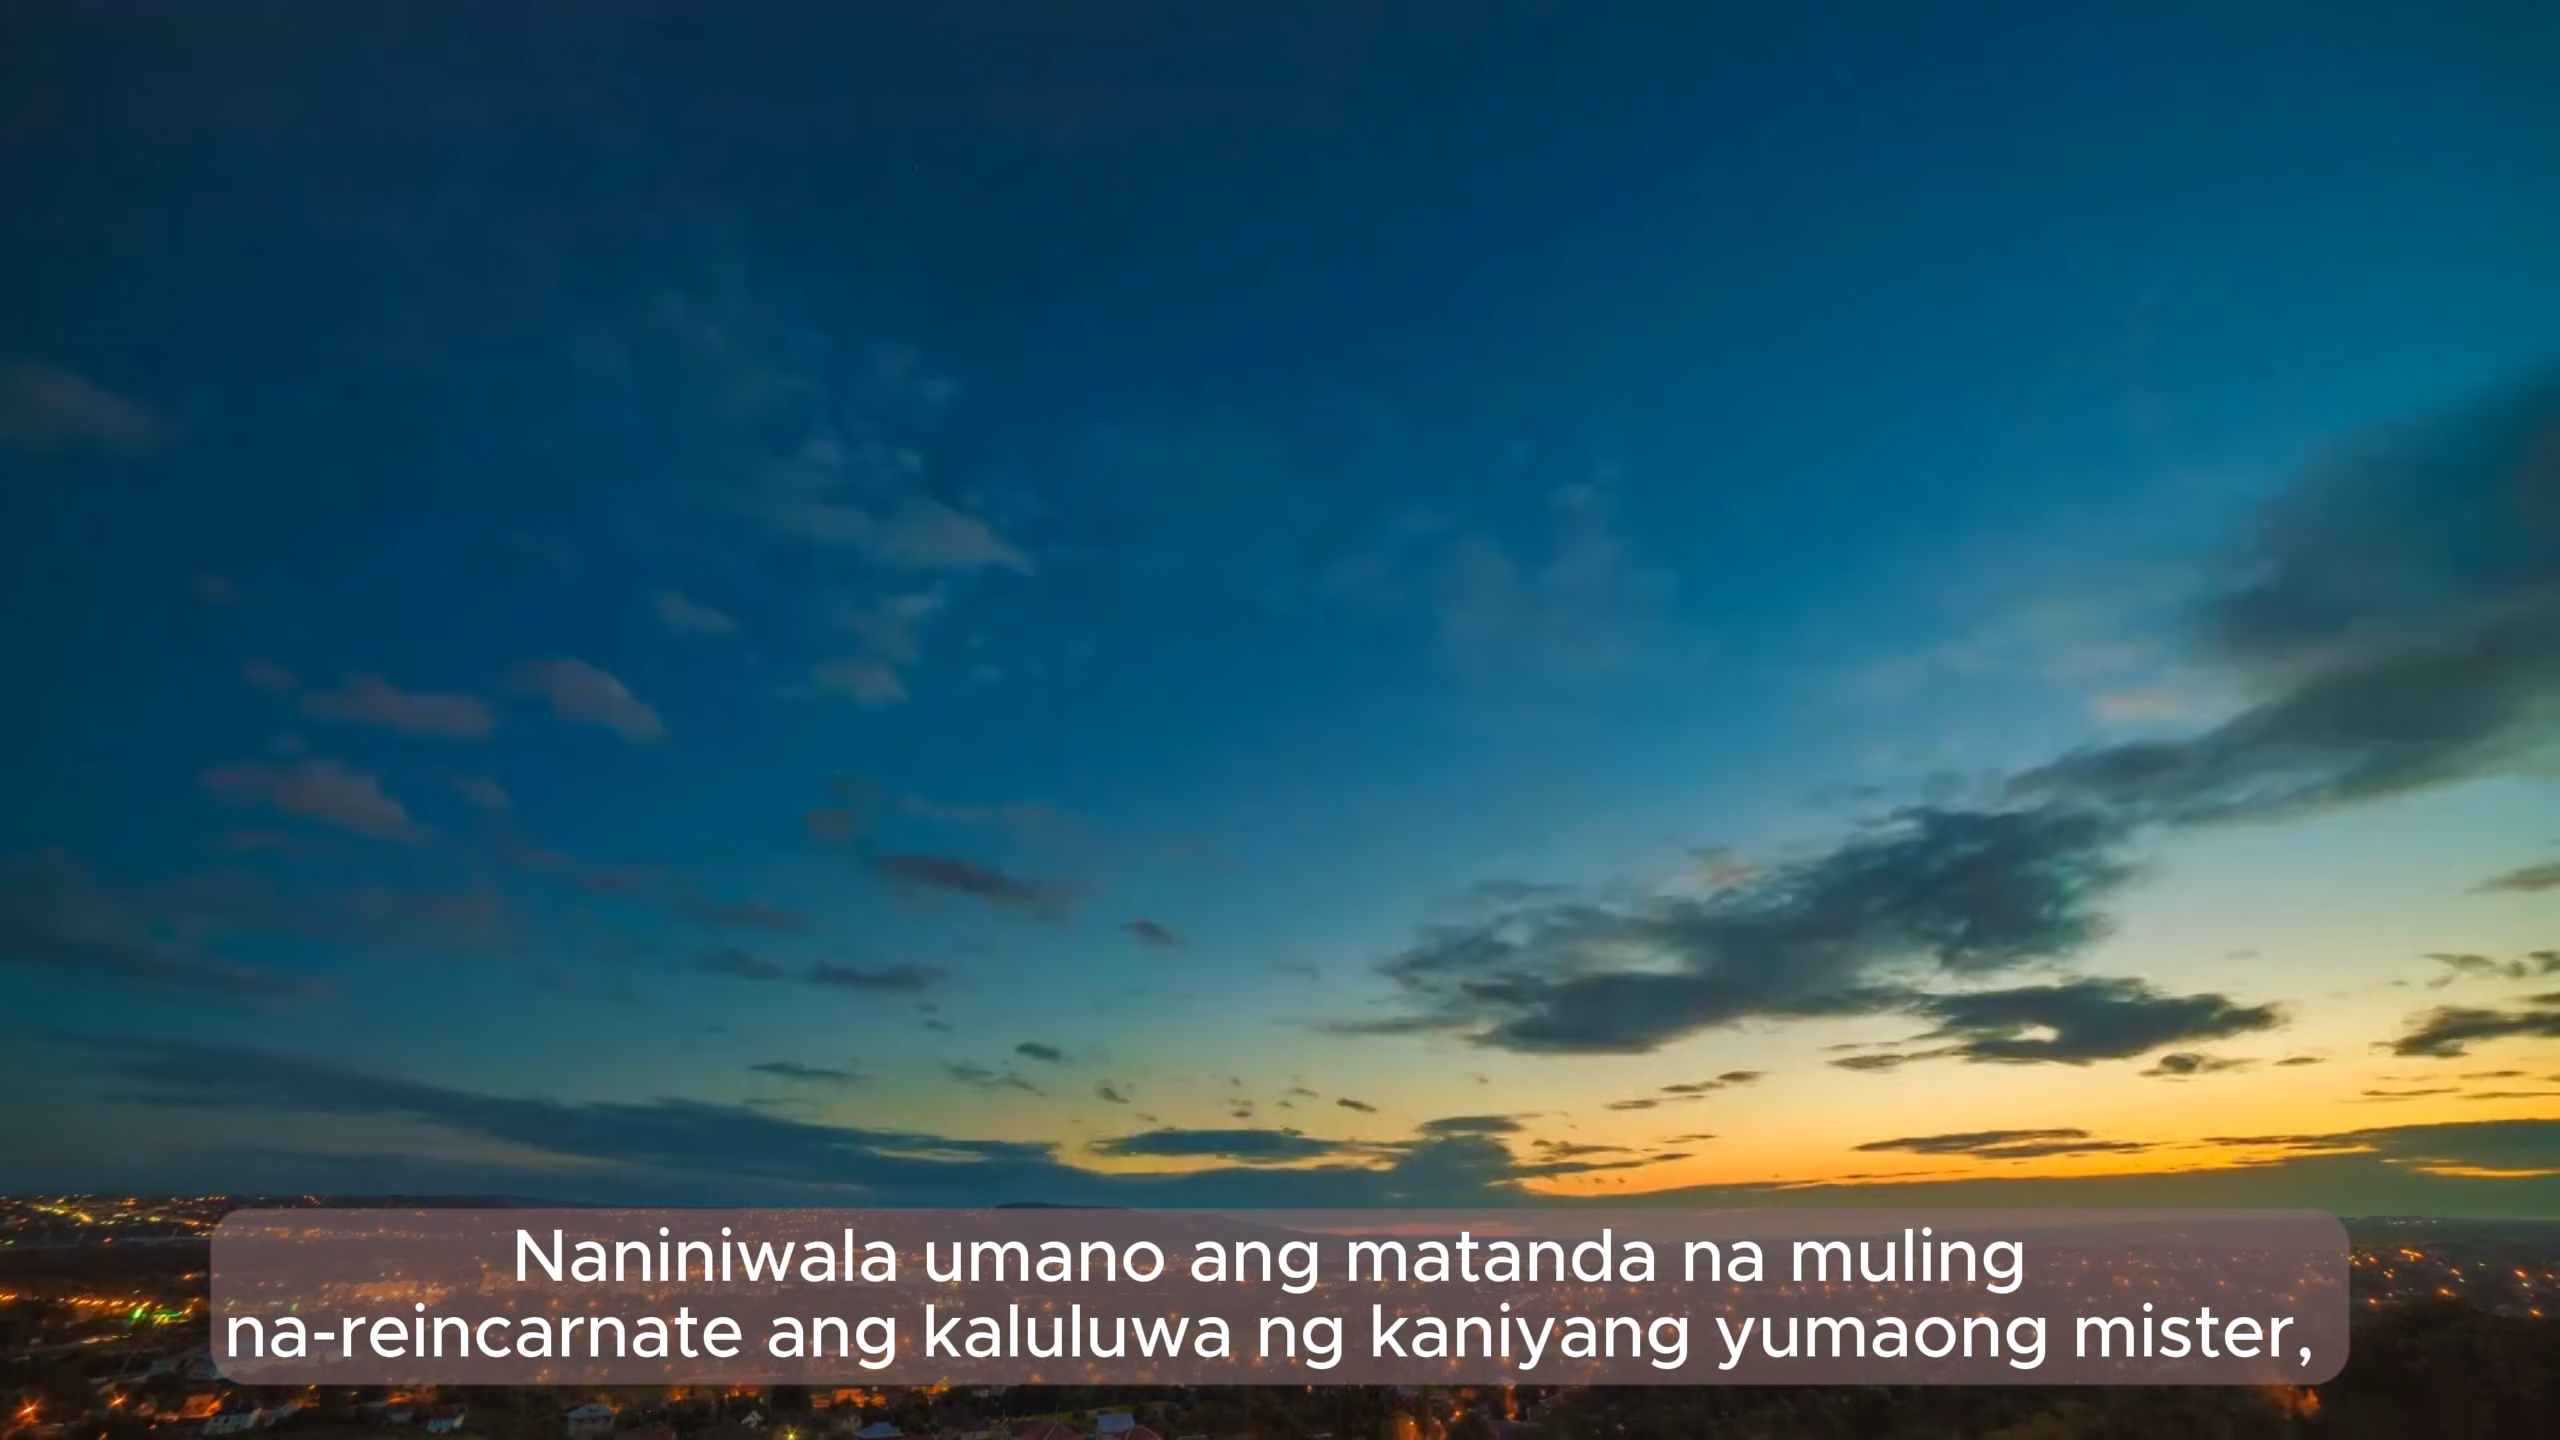 Naniniwala umano ang matanda na muling
na-reincarnate ang kaluluwa ng kaniyang yumaong mister,